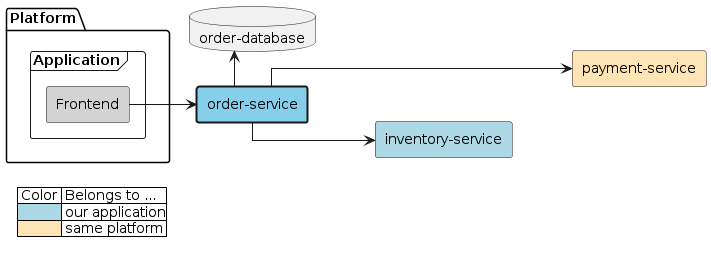 Platform
Application
Frontend
order-database
order-service
payment-service
inventory-service
Color Belongs to ...
our application
same platform